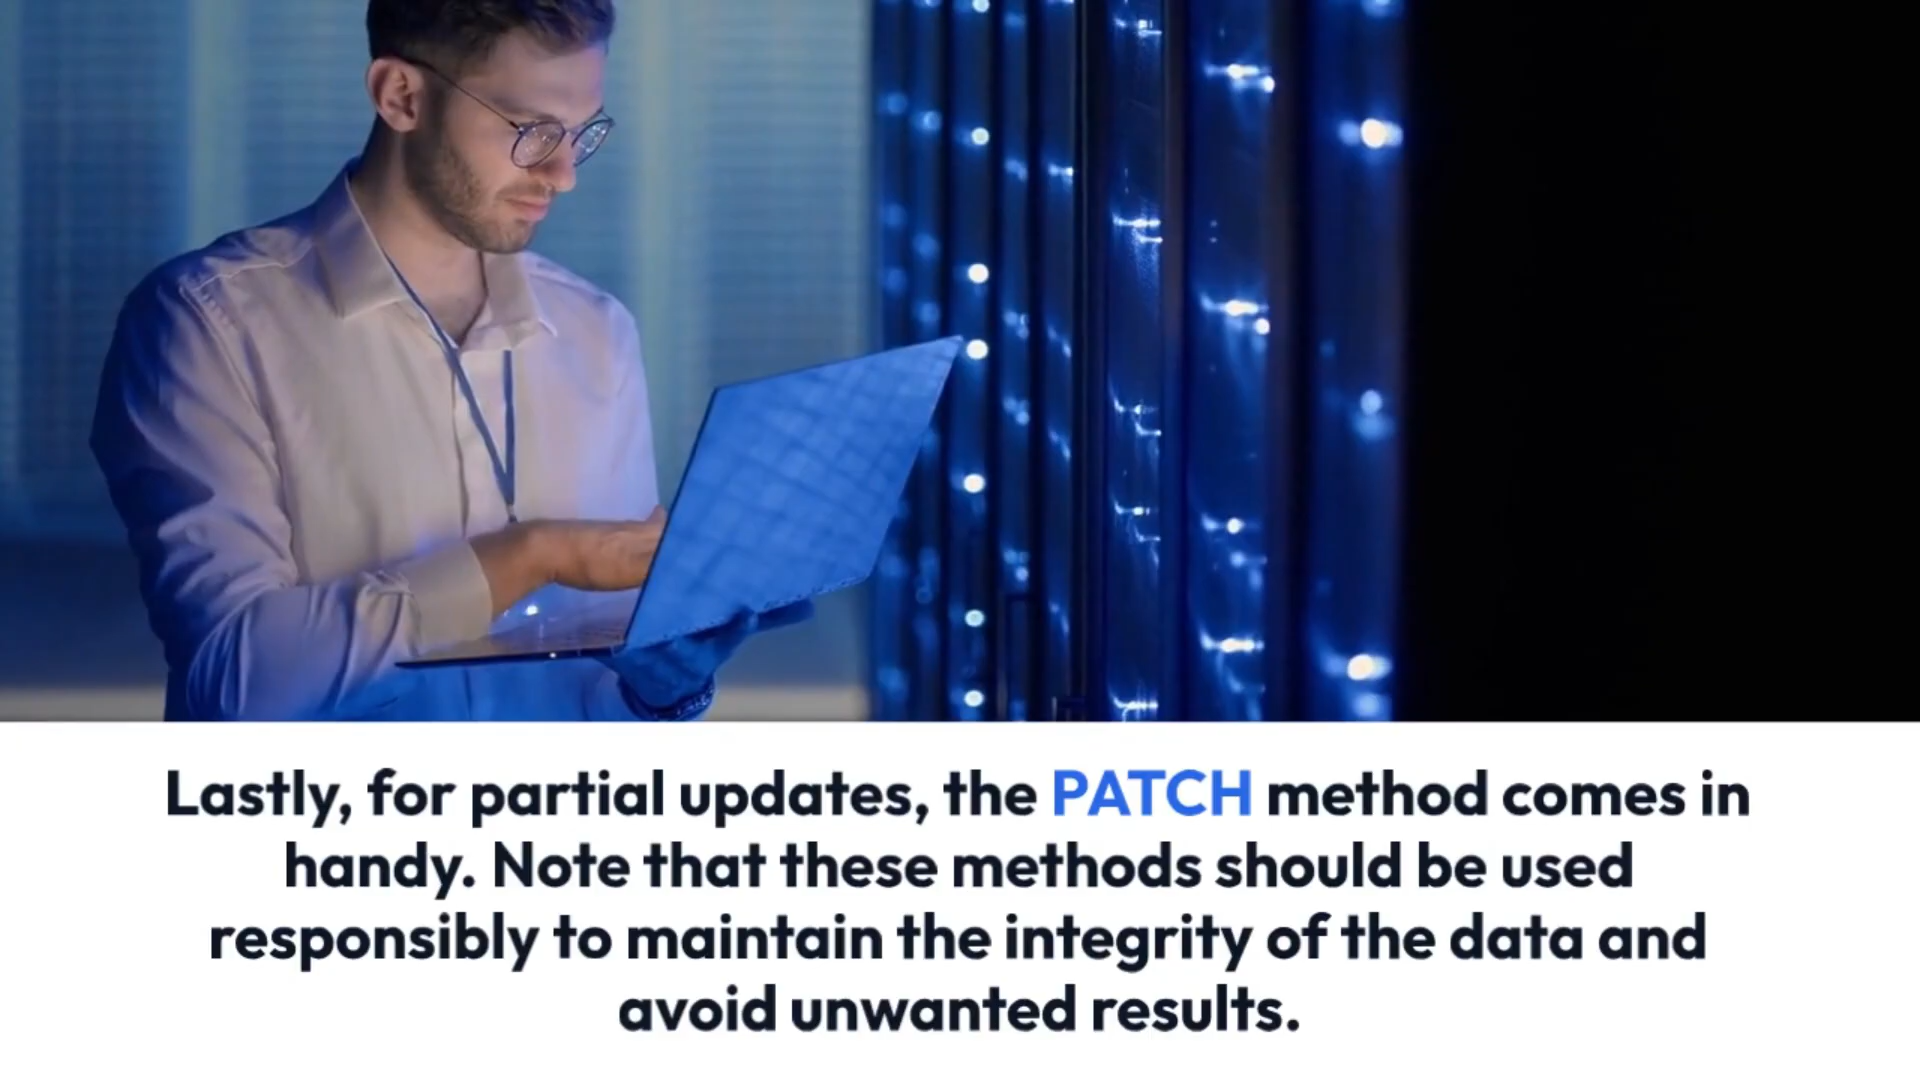 Lastly, for partial updates, the PATCH method comes in
handy. Note that these methods should be used
responsibly to maintain the integrity of the data and
avoid unwanted results.